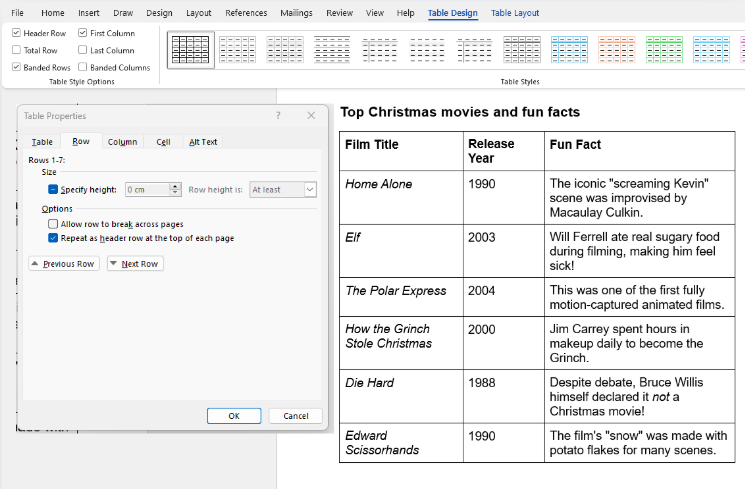 File Home Insert Draw Design Layout References Mailings Review View Help Table Design Table Layout
Header Row First Column
Total Row Last Column
Banded Rows Banded Columns
Table Style Options
Table Styles
Table Properties ? ×
Table Row Column Cell Alt Text
Rows 1-7:
Size
Specify height: 0 cm Row height is: At least
Options
Allow row to break across pages
Repeat as header row at the top of each page
Previous Row Next Row
OK Cancel
Top Christmas movies and fun facts
Film Title Release Fun Fact
Year
Home Alone 1990 The iconic "screaming Kevin"
scene was improvised by
Macaulay Culkin.
Elf 2003 Will Ferrell ate real sugary food
during filming, making him feel
sick!
The Polar Express 2004 This was one of the first fully
motion-captured animated films.
How the Grinch 2000 Jim Carrey spent hours in
Stole Christmas makeup daily to become the
Grinch.
Die Hard 1988 Despite debate, Bruce Willis
himself declared it not a
Christmas movie!
Edward 1990 The film's "snow" was made with
Scissorhands potato flakes for many scenes.